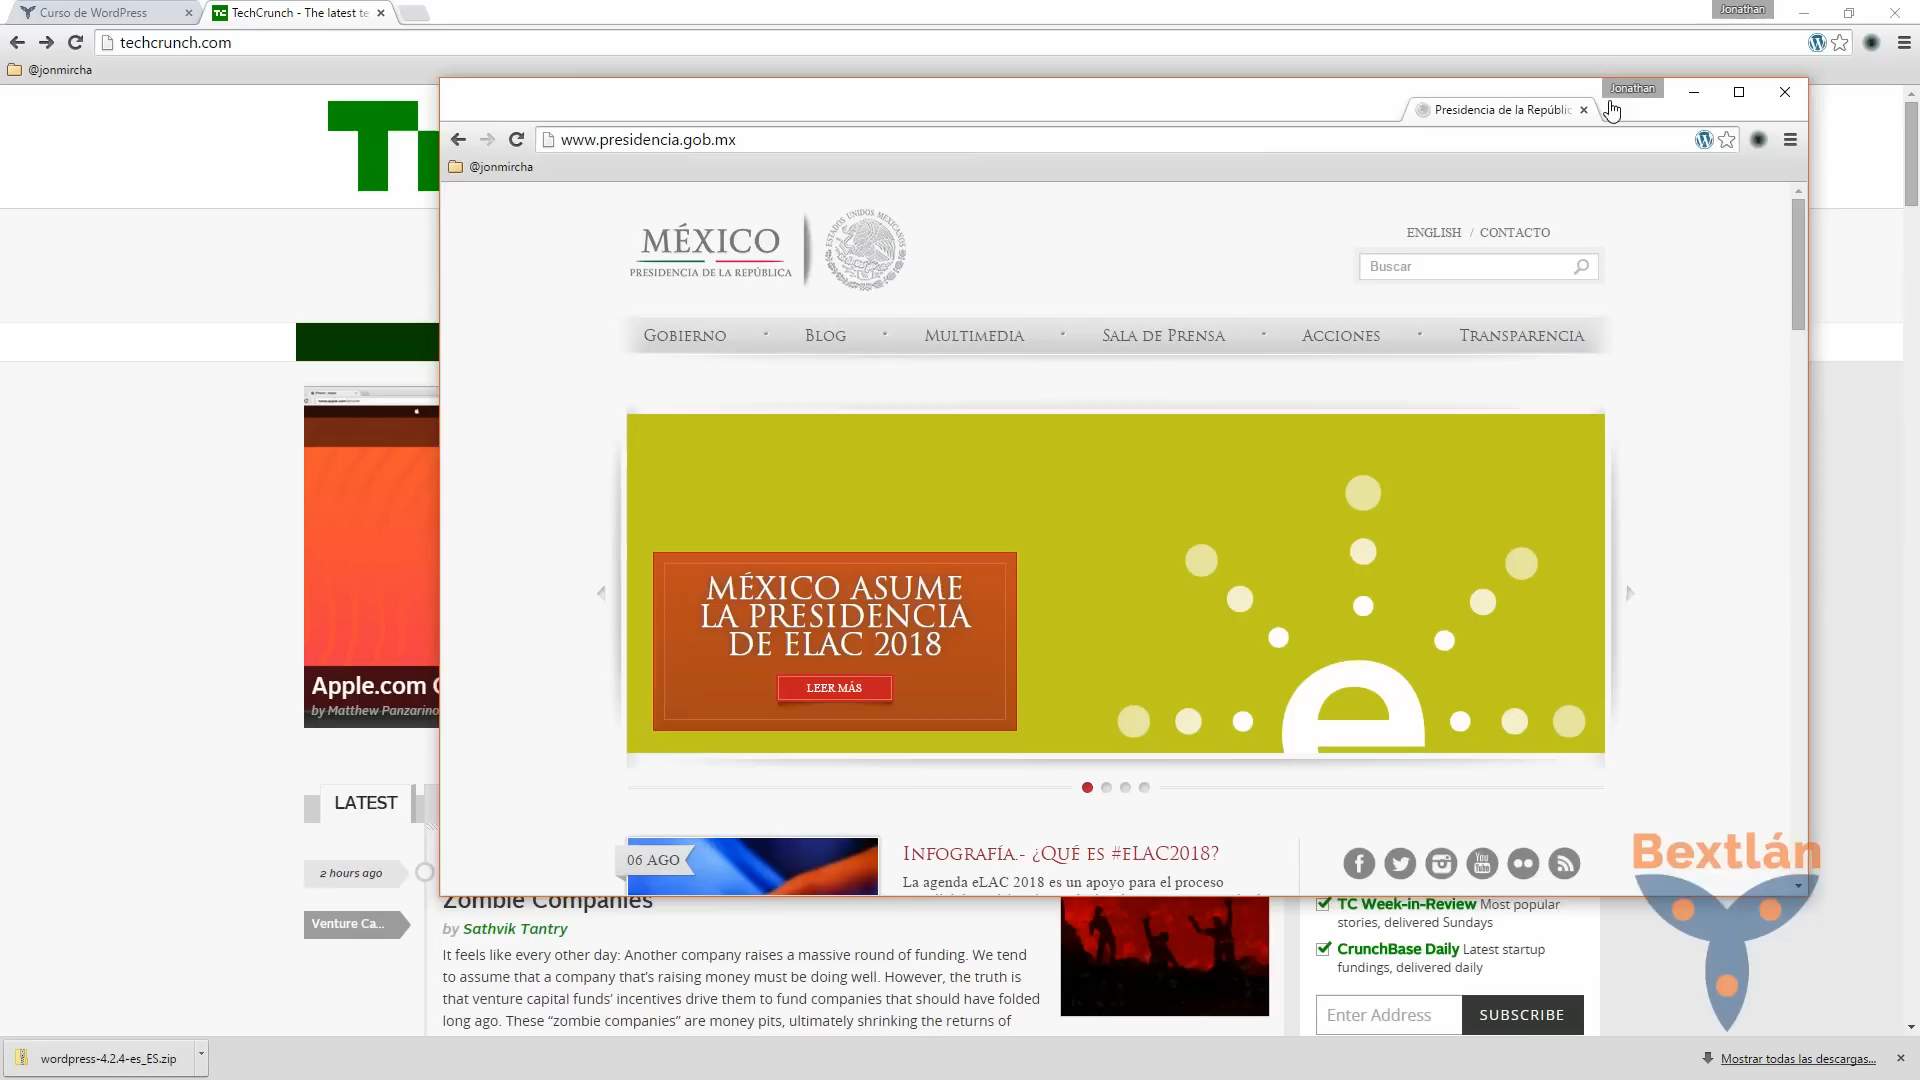 Curso de WordPress
TechCrunch - The latest te
Jonathan
techcrunch.com
@jonmircha
Jonathan
Presidencia de la Repúblic
www.presidencia.gob.mx
@jonmircha
MÉXICO
PRESIDENCIA DE LA REPÚBLICA
ESTADOS UNIDOS MEXICANOS
ENGLISH / CONTACTO
Buscar
GOBIERNO • BLOG • MULTIMEDIA • SALA DE PRENSA • ACCIONES • TRANSPARENCIA
MÉXICO ASUME
LA PRESIDENCIA
DE ELAC 2018
LEER MÁS
e
Apple.com
by Matthew Panzarino
LATEST
2 hours ago
Venture Ca...
06 AGO
INFOGRAFÍA.- ¿QUÉ ES #ELAC2018?
La agenda eLAC 2018 es un apoyo para el proceso
You
Tube
Bextlán
Zombie Companies
by Sathvik Tantry
It feels like every other day: Another company raises a massive round of funding. We tend
to assume that a company that's raising money must be doing well. However, the truth is
that venture capital funds' incentives drive them to fund companies that should have folded
long ago. These “zombie companies” are money pits, ultimately shrinking the returns of
TC Week-in-Review Most popular
stories, delivered Sundays
CrunchBase Daily Latest startup
fundings, delivered daily
Enter Address
SUBSCRIBE
wordpress-4.2.4-es_ES.zip
Mostrar todas las descargas...